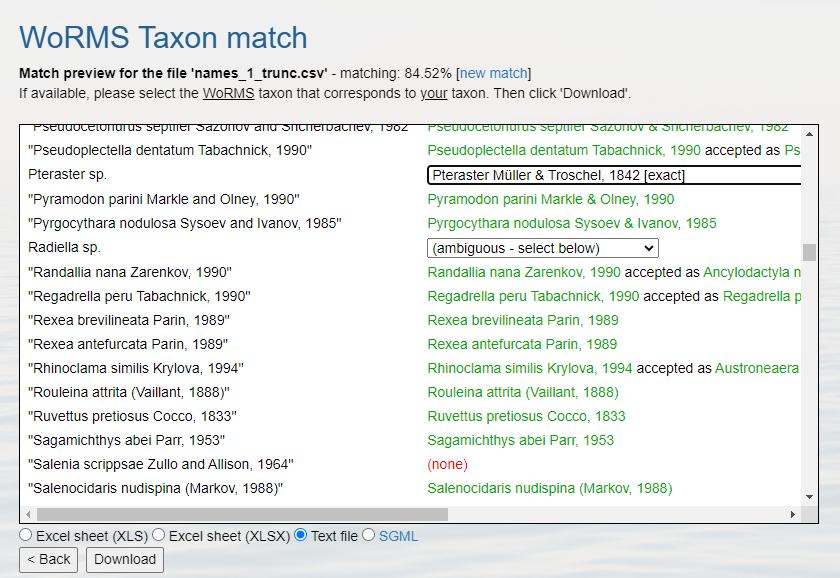 WoRMS Taxon match
Match preview for the file 'names_1_trunc.csv' - matching: 84.52% [new match]
If available, please select the WoRMS taxon that corresponds to your taxon. Then click 'Download'.
"Pseudocetonurus septifer Sazonov and Shcherbachev, 1982" Pseudocetonurus septifer Sazonov & Shcherbachev, 1982
"Pseudoplectella dentatum Tabachnick, 1990" Pseudoplectella dentatum Tabachnick, 1990 accepted as Ps
Pteraster sp. Pteraster Müller & Troschel, 1842 [exact]
"Pyramodon parini Markle and Olney, 1990" Pyramodon parini Markle & Olney, 1990
"Pyrgocythara nodulosa Sysoev and Ivanov, 1985" Pyrgocythara nodulosa Sysoev & Ivanov, 1985
Radiella sp. (ambiguous - select below)
"Randallia nana Zarenkov, 1990" Randallia nana Zarenkov, 1990 accepted as Ancylodactyla n
"Regadrella peru Tabachnick, 1990" Regadrella peru Tabachnick, 1990 accepted as Regadrella p
"Rexea brevilineata Parin, 1989" Rexea brevilineata Parin, 1989
"Rexea antefurcata Parin, 1989" Rexea antefurcata Parin, 1989
"Rhinoclama similis Krylova, 1994" Rhinoclama similis Krylova, 1994 accepted as Austroneaera
"Rouleina attrita (Vaillant, 1888)" Rouleina attrita (Vaillant, 1888)
"Ruvettus pretiosus Cocco, 1833" Ruvettus pretiosus Cocco, 1833
"Sagamichthys abei Parr, 1953" Sagamichthys abei Parr, 1953
"Salenia scrippsae Zullo and Allison, 1964" (none)
"Salenocidaris nudispina (Markov, 1988)" Salenocidaris nudispina (Markov, 1988)
Excel sheet (XLS) Excel sheet (XLSX) Text file SGML
< Back Download